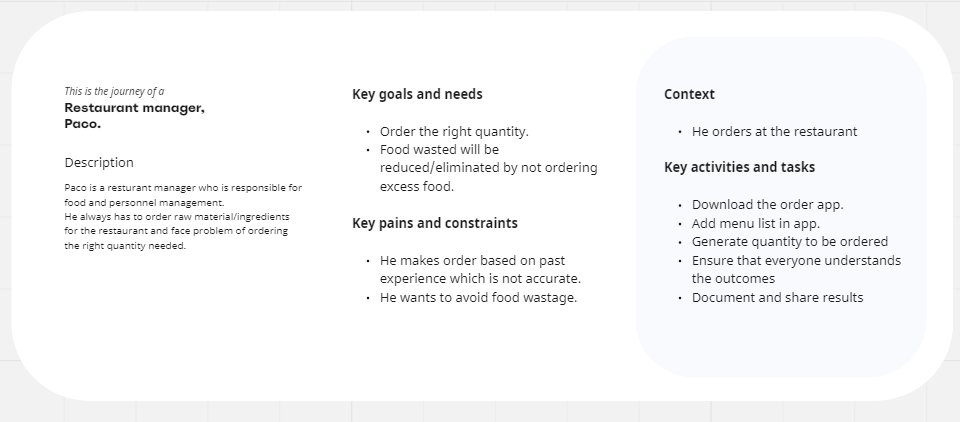 This is the journey of a
Restaurant manager,
Paco.
Description
Paco is a resturant manager who is responsible for
food and personnel management.
He always has to order raw material/ingredients
for the restaurant and face problem of ordering
the right quantity needed.
Key goals and needs
• Order the right quantity.
• Food wasted will be
reduced/eliminated by not ordering
excess food.
Key pains and constraints
• He makes order based on past
experience which is not accurate.
• He wants to avoid food wastage.
Context
• He orders at the restaurant
Key activities and tasks
• Download the order app.
• Add menu list in app.
• Generate quantity to be ordered
• Ensure that everyone understands
the outcomes
• Document and share results